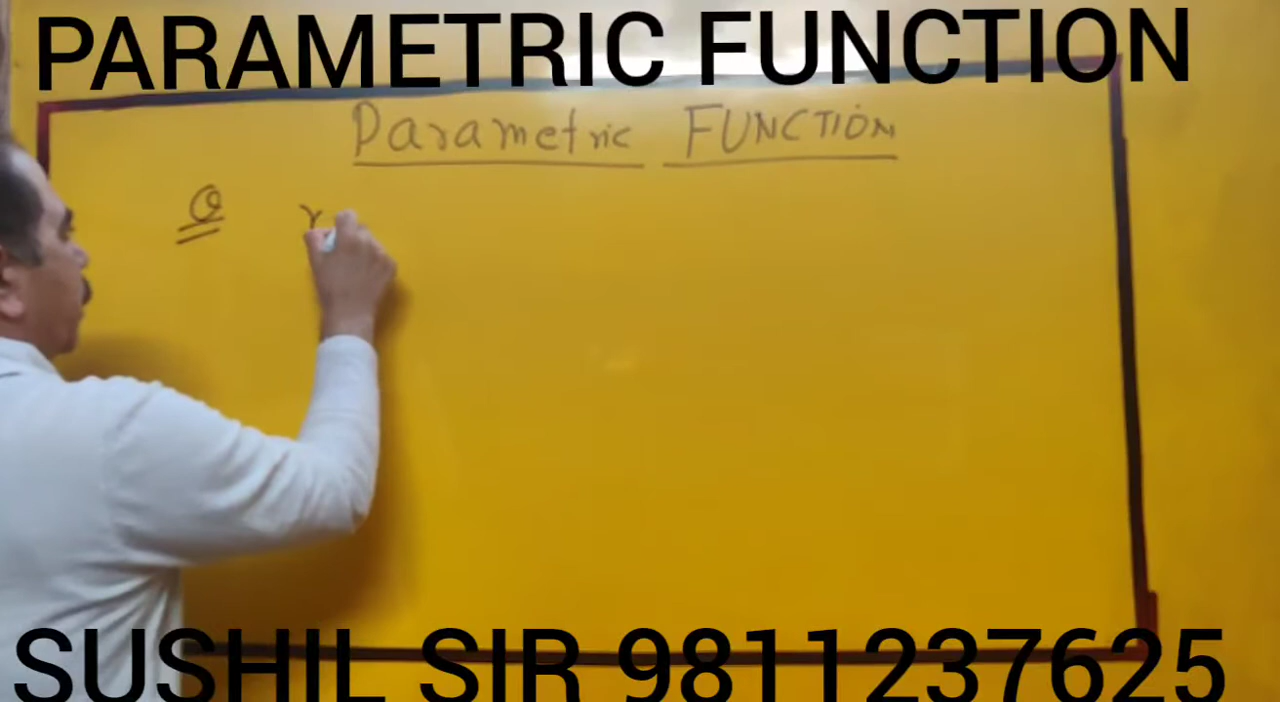 PARAMETRIC FUNCTION
Parametric FUNCTION
Q
SUSHIL SIR 9811237625